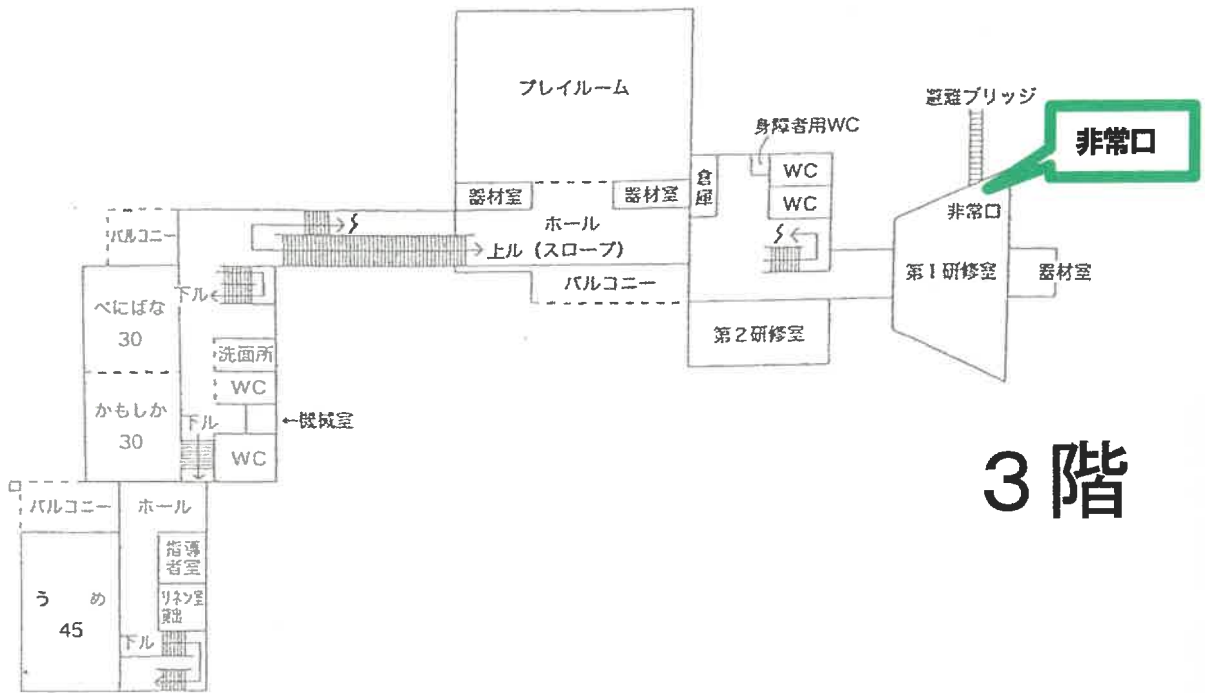 プレイルーム
避難ブリッジ
非常口
身障者用WC
WC
WC
倉庫
器材室
器材室
非常口
バルコニー
ホール
上ル(スロープ)
バルコニー
第1研修室
器材室
下ル
べにばな
30
第2研修室
洗面所
WC
かもしか
30
下ル
←機械室
WC
3階
バルコニー
ホール
指導
者室
うめ
45
リネン室
貸出
下ル